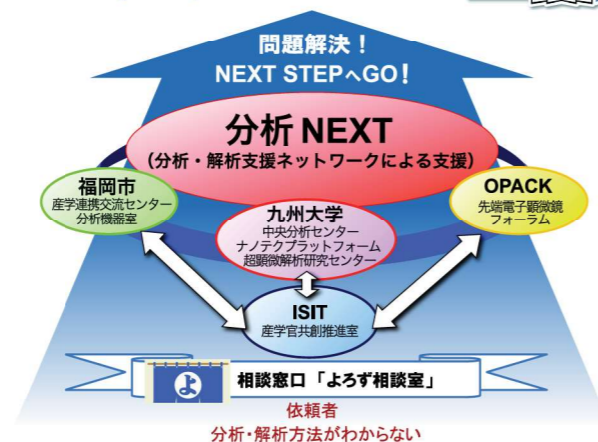 問題解決！
NEXT STEPへGO！
分析 NEXT
（分析・解析支援ネットワークによる支援）
福岡市
産学連携交流センター
分析機器室
九州大学
中央分析センター
ナノテクプラットフォーム
超顕微解析研究センター
OPACK
先端電子顕微鏡
フォーラム
ISIT
産学官共創推進室
よ
相談窓口「よろず相談室」
依頼者
分析・解析方法がわからない